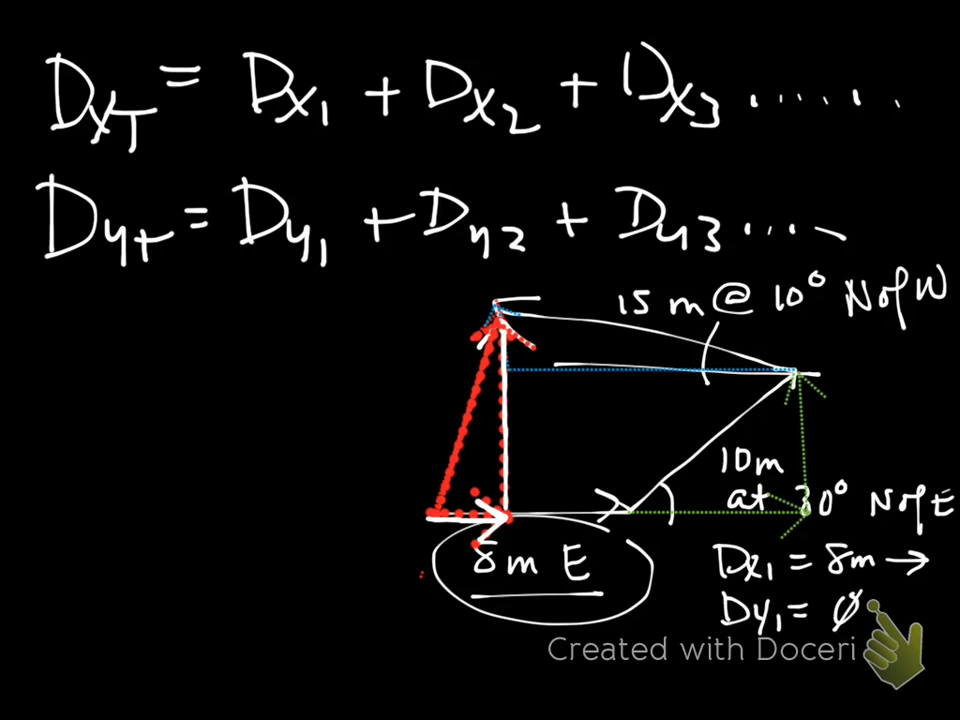 DxT = Dx1 + Dx2 + Dx3 ......
Dyt = Dy1 + Dy2 + Dy3 ....
15 m @ 10° N of W
10m
at 30° N of E
8 m E
Dx1 = 8m →
Dy1 = ∅
Created with Doceri